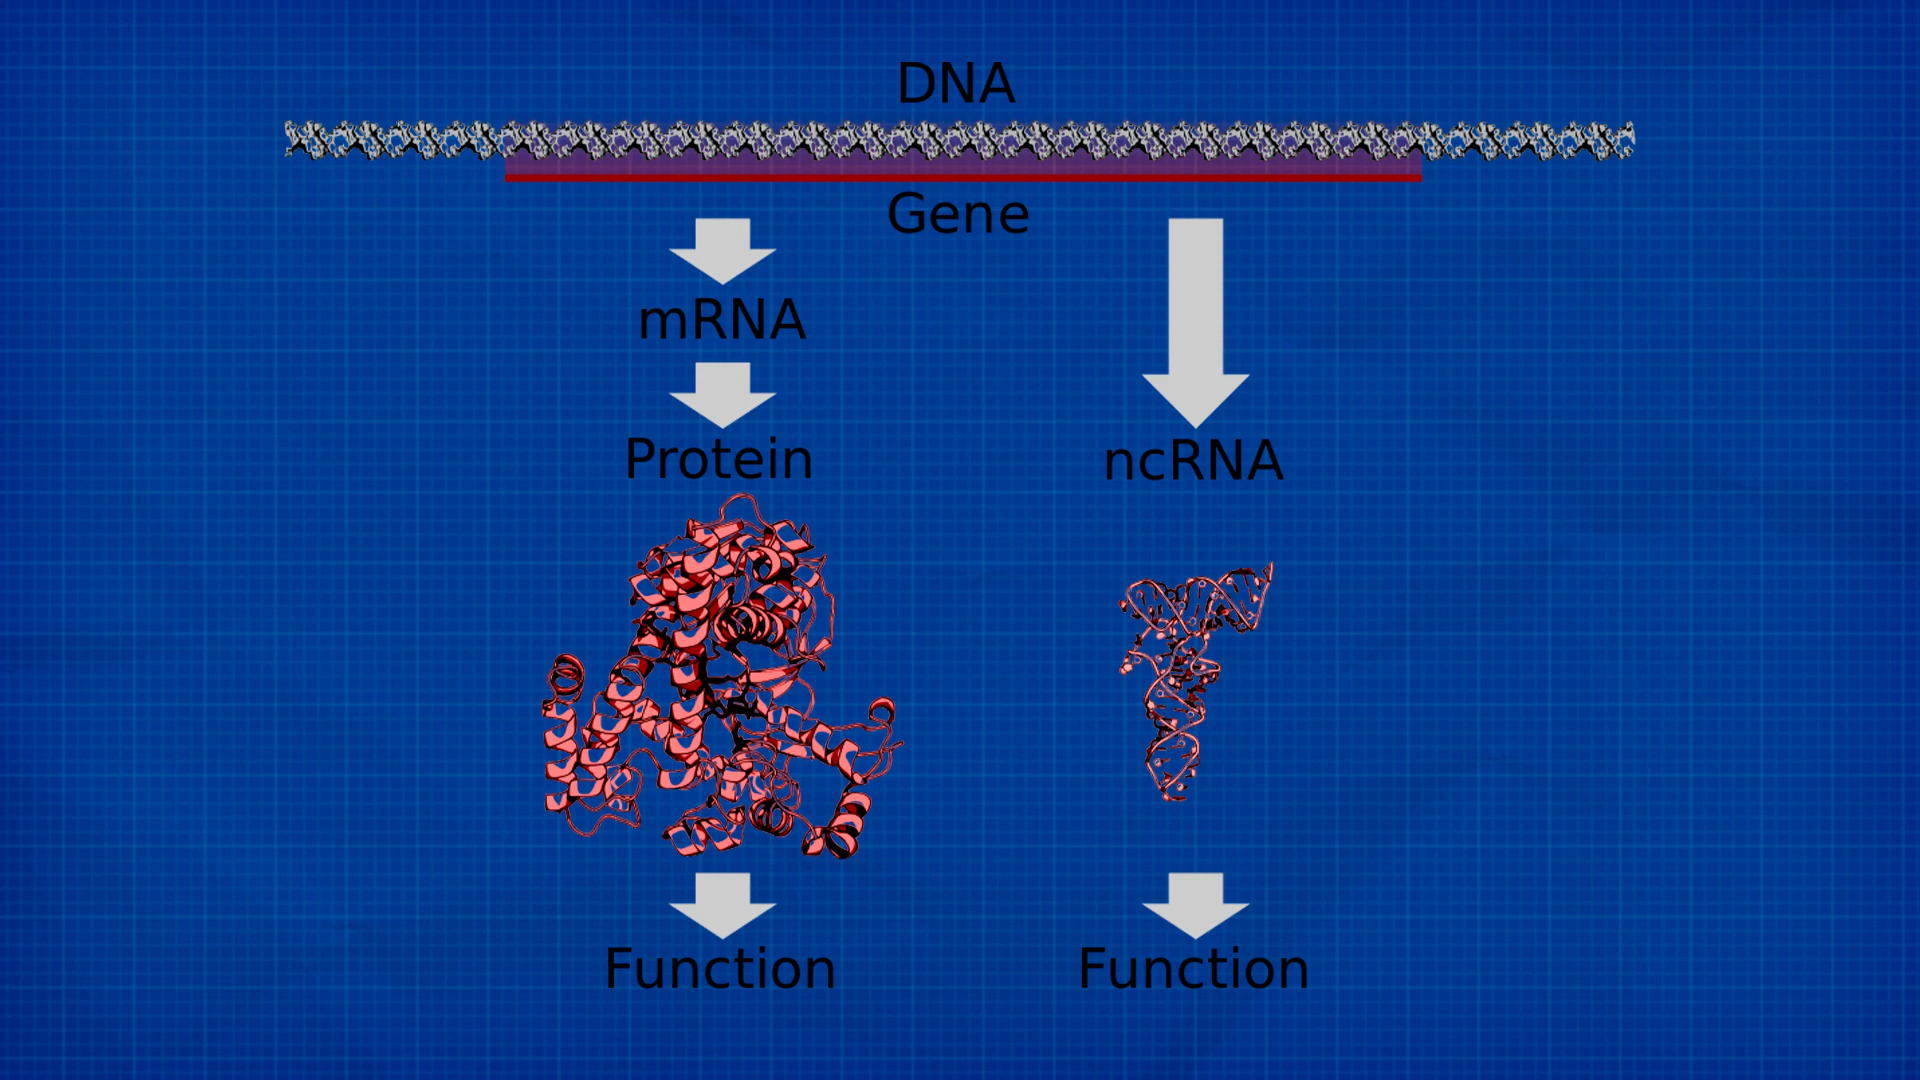 DNA
Gene
mRNA
Protein
ncRNA
Function
Function